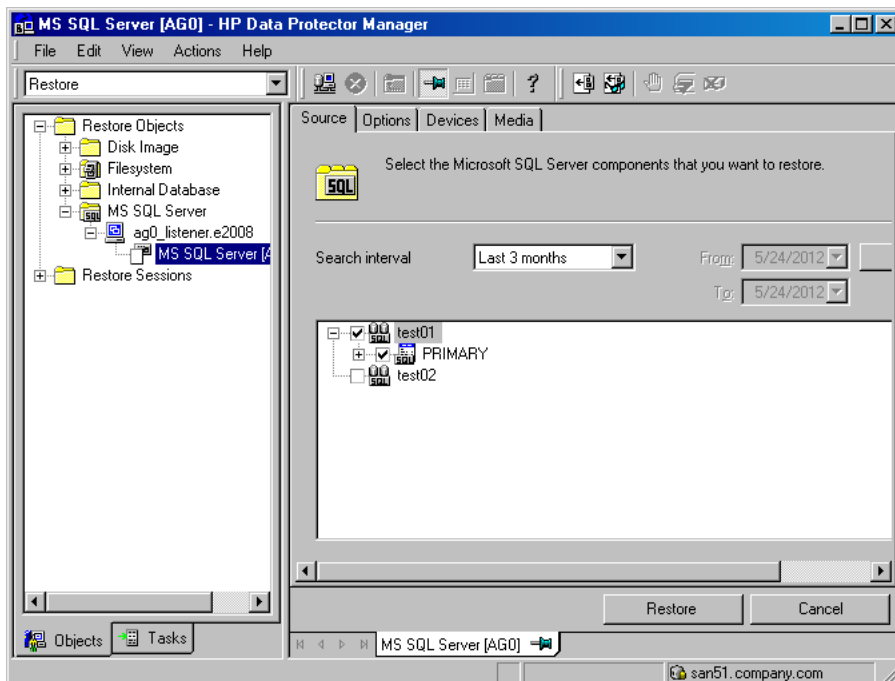 MS SQL Server [AG0] - HP Data Protector Manager
File Edit View Actions Help
Restore
?
Restore Objects
Disk Image
Filesystem
Internal Database
MS SQL Server
ag0_listener.e2008
MS SQL Server [A
Restore Sessions
Objects
Tasks
Source Options Devices Media
SQL
Select the Microsoft SQL Server components that you want to restore.
Search interval
Last 3 months
From:
5/24/2012
To:
5/24/2012
test01
PRIMARY
test02
Restore
Cancel
MS SQL Server [AG0]
san51.company.com